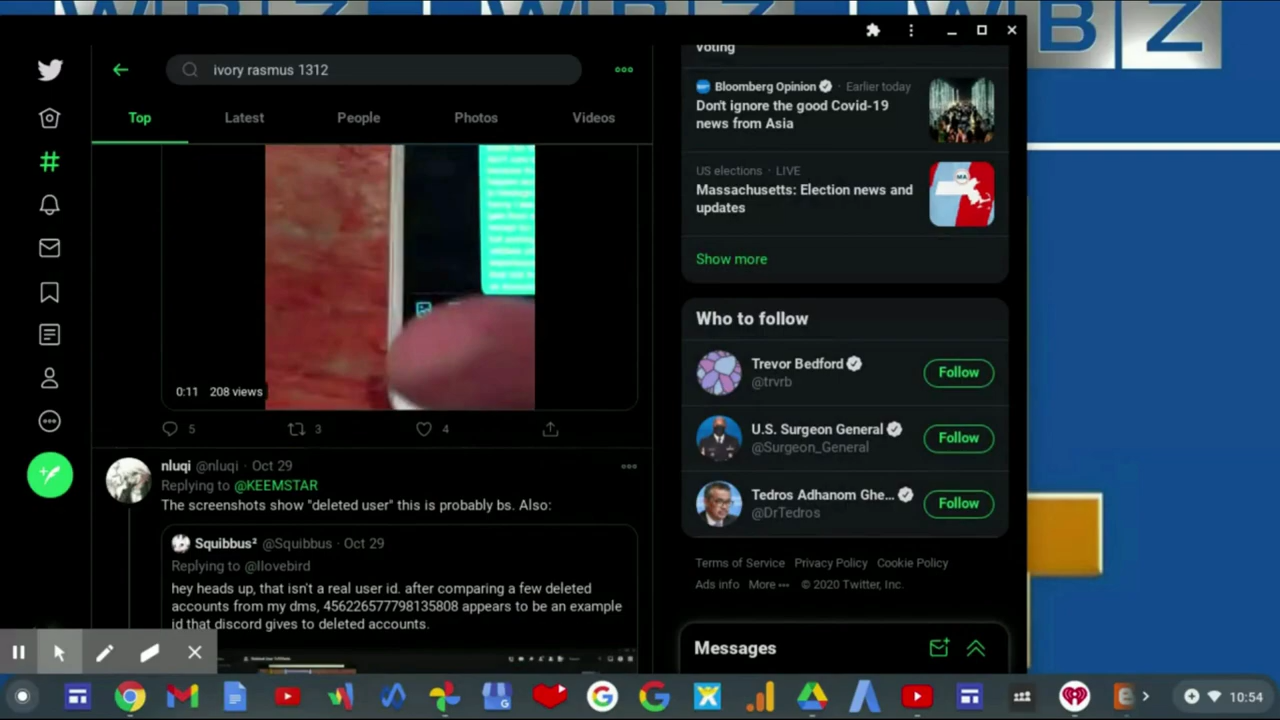 WBZ
ivory rasmus 1312
Top
Latest
People
Photos
Videos
0:11 208 views
5
3
4
nluqi @nluqi · Oct 29
Replying to @KEEMSTAR
The screenshots show "deleted user" this is probably bs. Also:
Squibbus² @Squibbus · Oct 29
Replying to @Ilovebird
hey heads up, that isn't a real user id. after comparing a few deleted
accounts from my dms, 456226577798135808 appears to be an example
id that discord gives to deleted accounts.
voting
Bloomberg Opinion · Earlier today
Don't ignore the good Covid-19
news from Asia
US elections · LIVE
Massachusetts: Election news and
updates
MA
Show more
Who to follow
Trevor Bedford
@trvrb
Follow
U.S. Surgeon General
@Surgeon_General
Follow
Tedros Adhanom Ghe...
@DrTedros
Follow
Terms of Service Privacy Policy Cookie Policy
Ads info More ··· © 2020 Twitter, Inc.
Messages
10:54